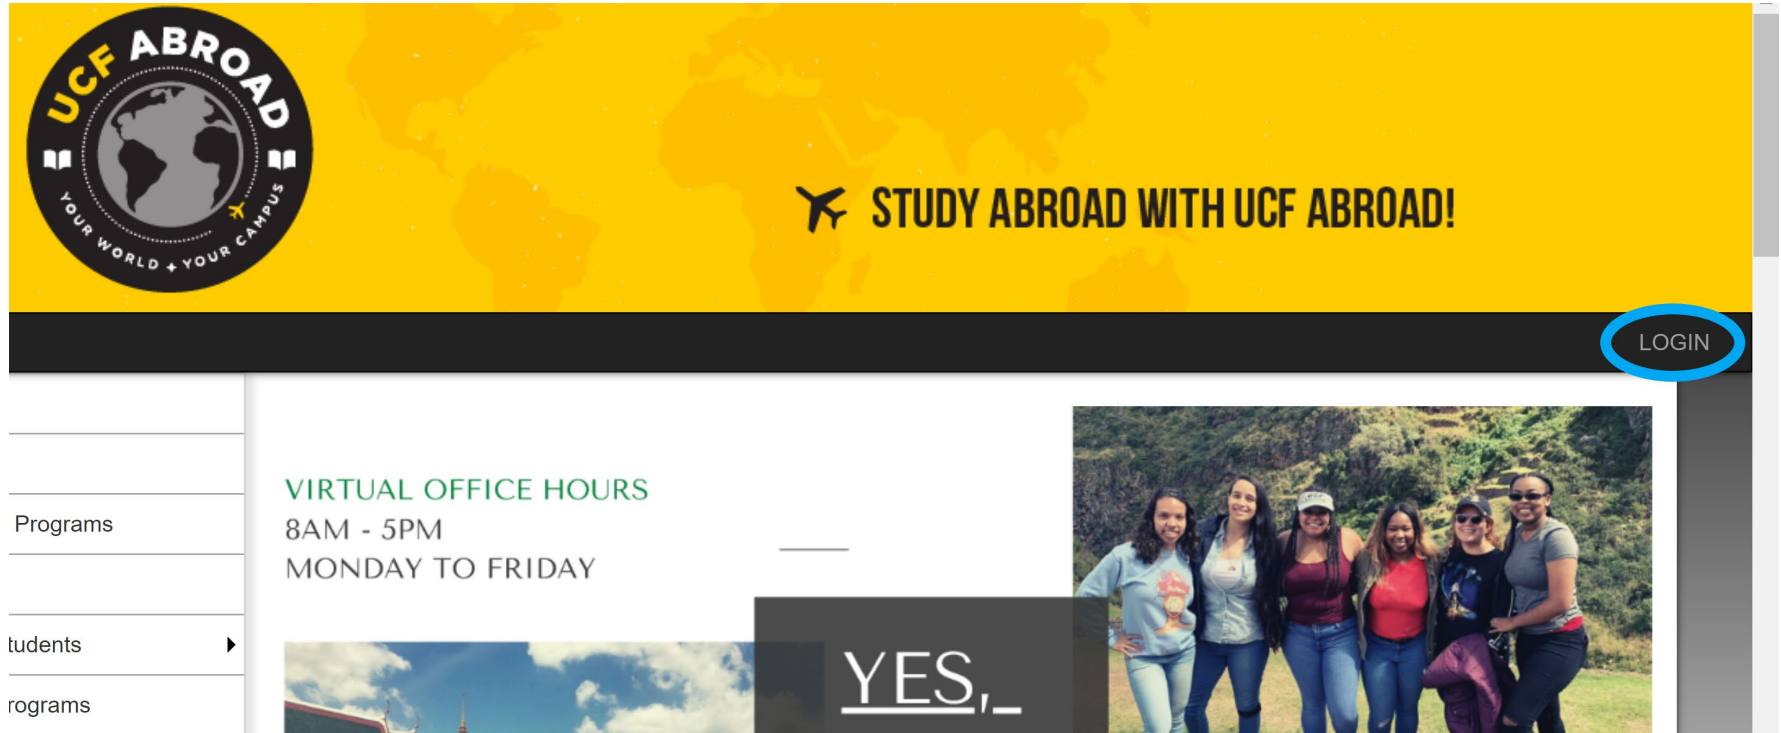 UCF ABROAD
YOUR WORLD + YOUR CAMPUS
STUDY ABROAD WITH UCF ABROAD!
LOGIN
Programs
tudents
rograms
VIRTUAL OFFICE HOURS
8AM - 5PM
MONDAY TO FRIDAY
YES,_